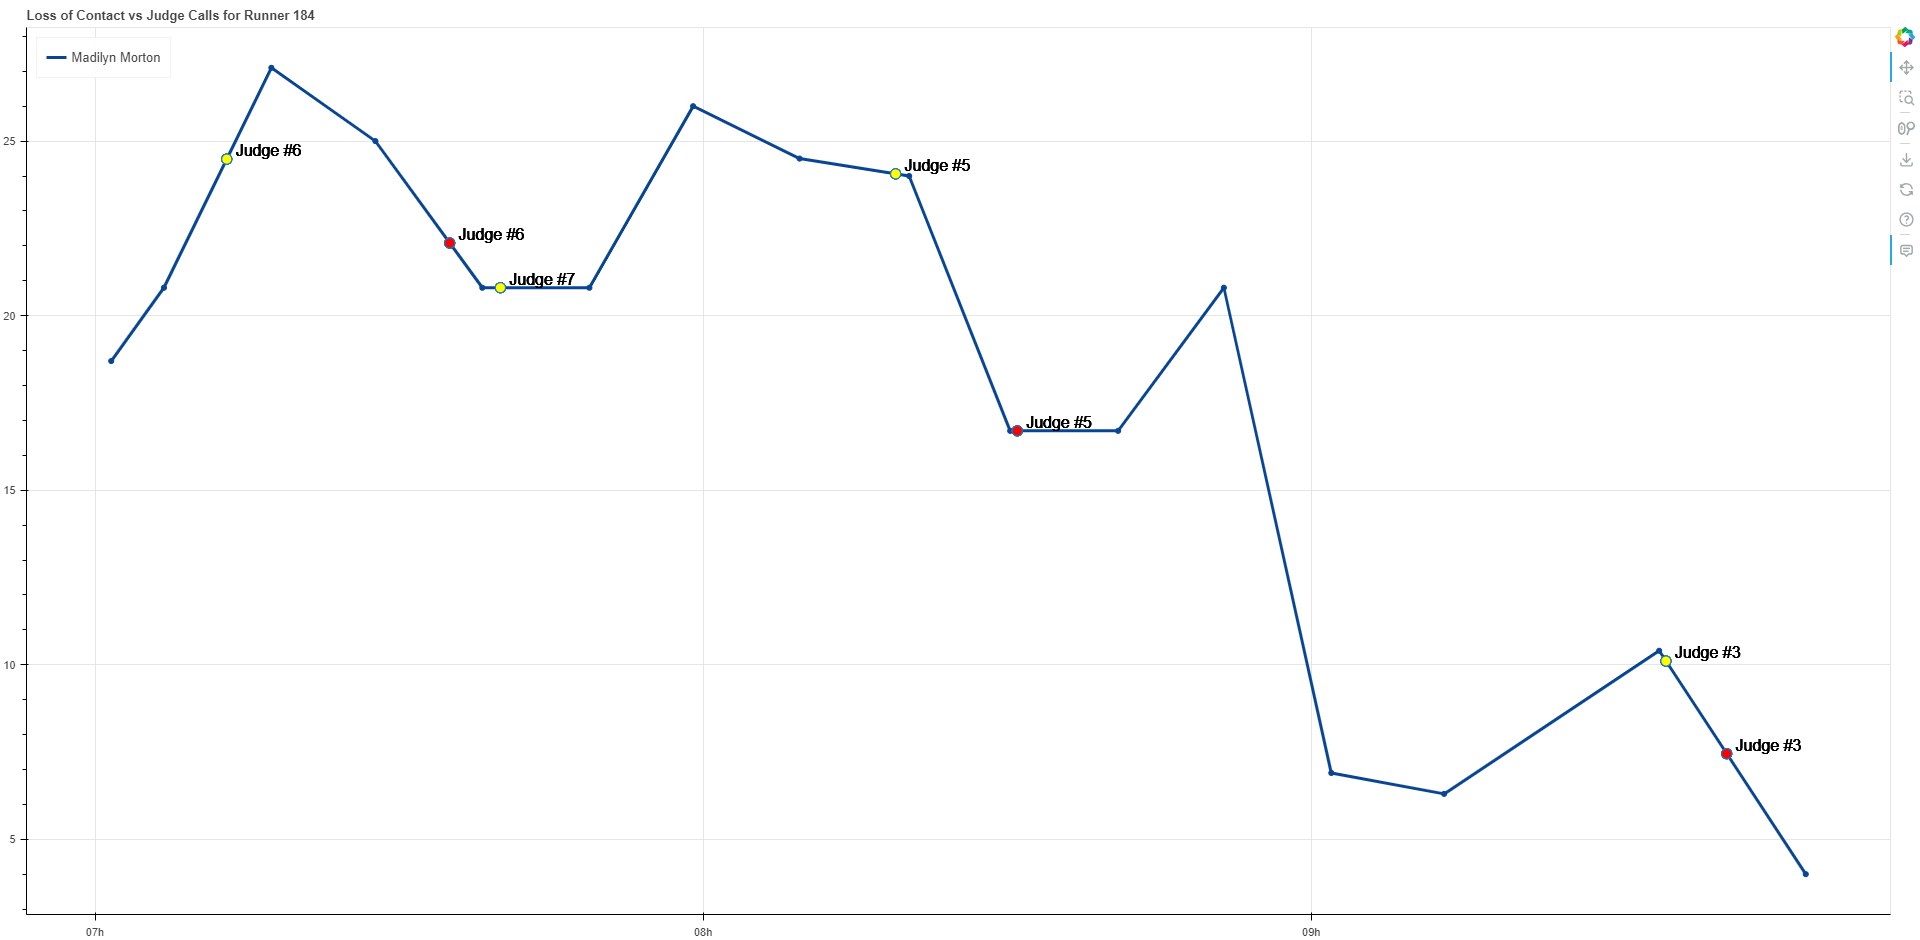 Loss of Contact vs Judge Calls for Runner 184
Madilyn Morton
25
20
15
10
5
Judge #6
Judge #6
Judge #7
Judge #5
Judge #5
Judge #3
Judge #3
07h
08h
09h